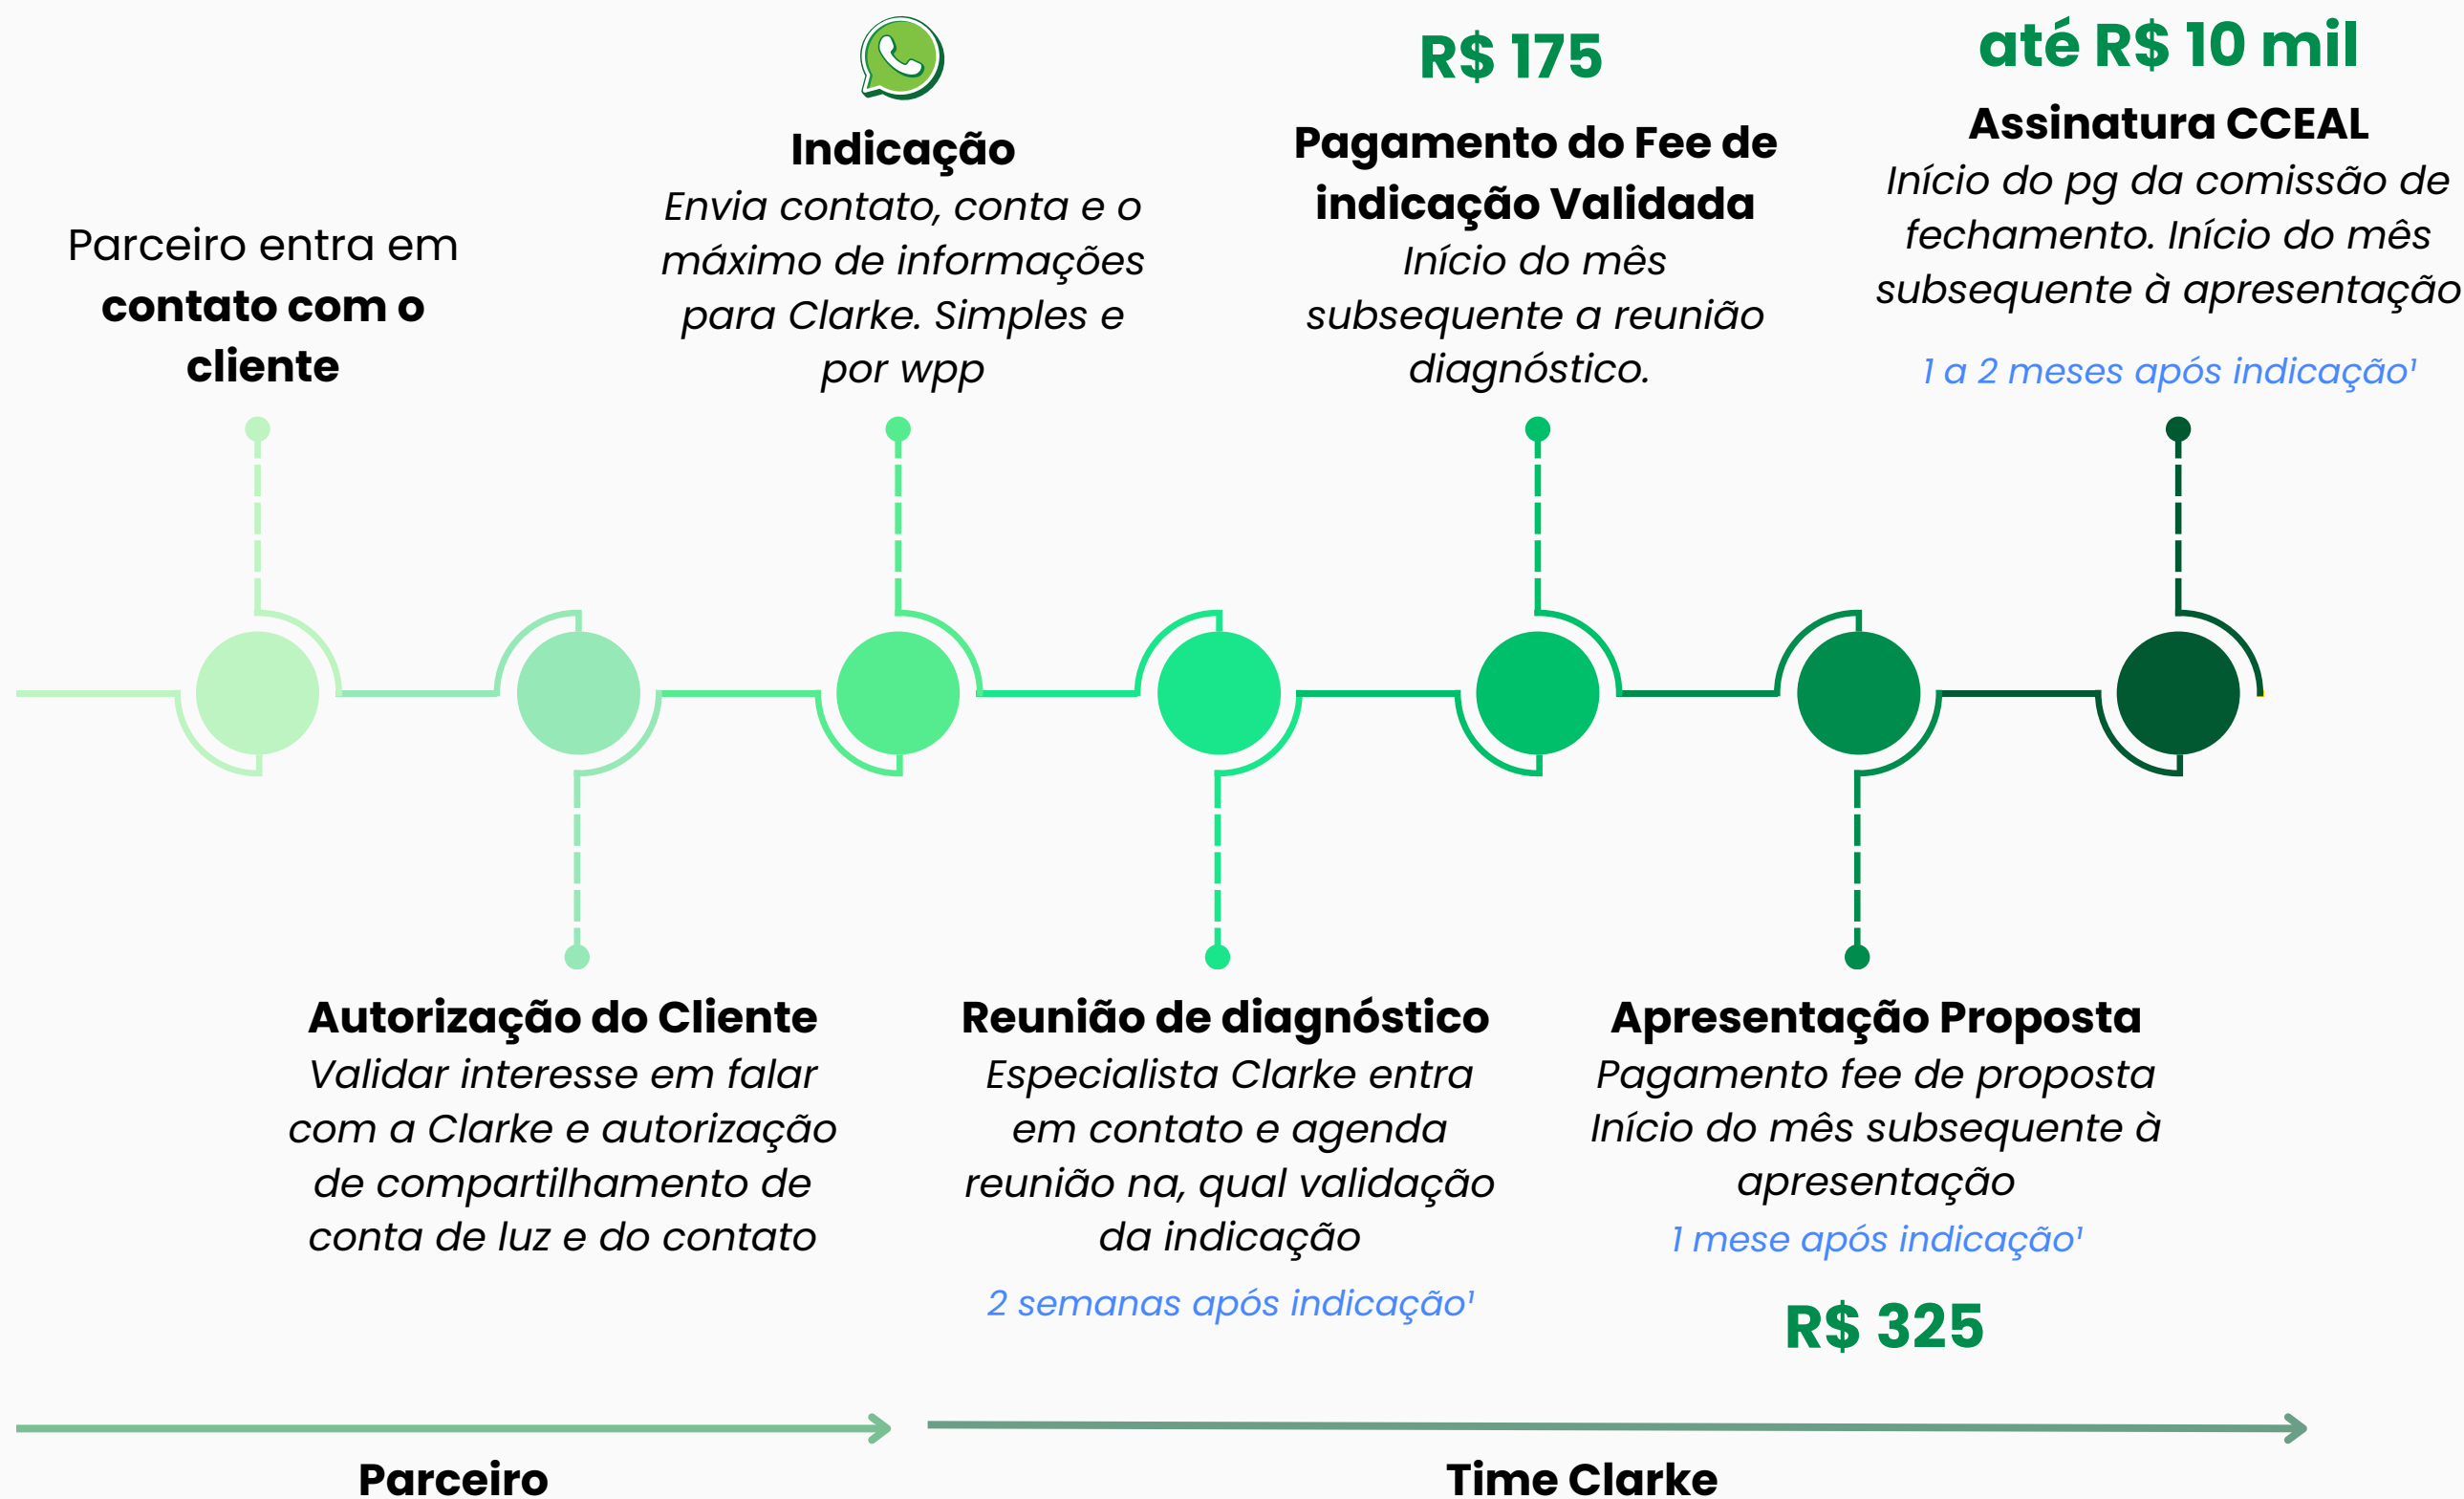 Parceiro entra em
contato com o
cliente
Indicação
Envia contato, conta e o
máximo de informações
para Clarke. Simples e
por wpp
R$ 175
Pagamento do Fee de
indicação Validada
Início do mês
subsequente a reunião
diagnóstico.
até R$ 10 mil
Assinatura CCEAL
Início do pg da comissão de
fechamento. Início do mês
subsequente à apresentação
1 a 2 meses após indicação¹
Autorização do Cliente
Validar interesse em falar
com a Clarke e autorização
de compartilhamento de
conta de luz e do contato
Reunião de diagnóstico
Especialista Clarke entra
em contato e agenda
reunião na, qual validação
da indicação
2 semanas após indicação¹
Apresentação Proposta
Pagamento fee de proposta
Início do mês subsequente à
apresentação
1 mese após indicação¹
R$ 325
Parceiro
Time Clarke